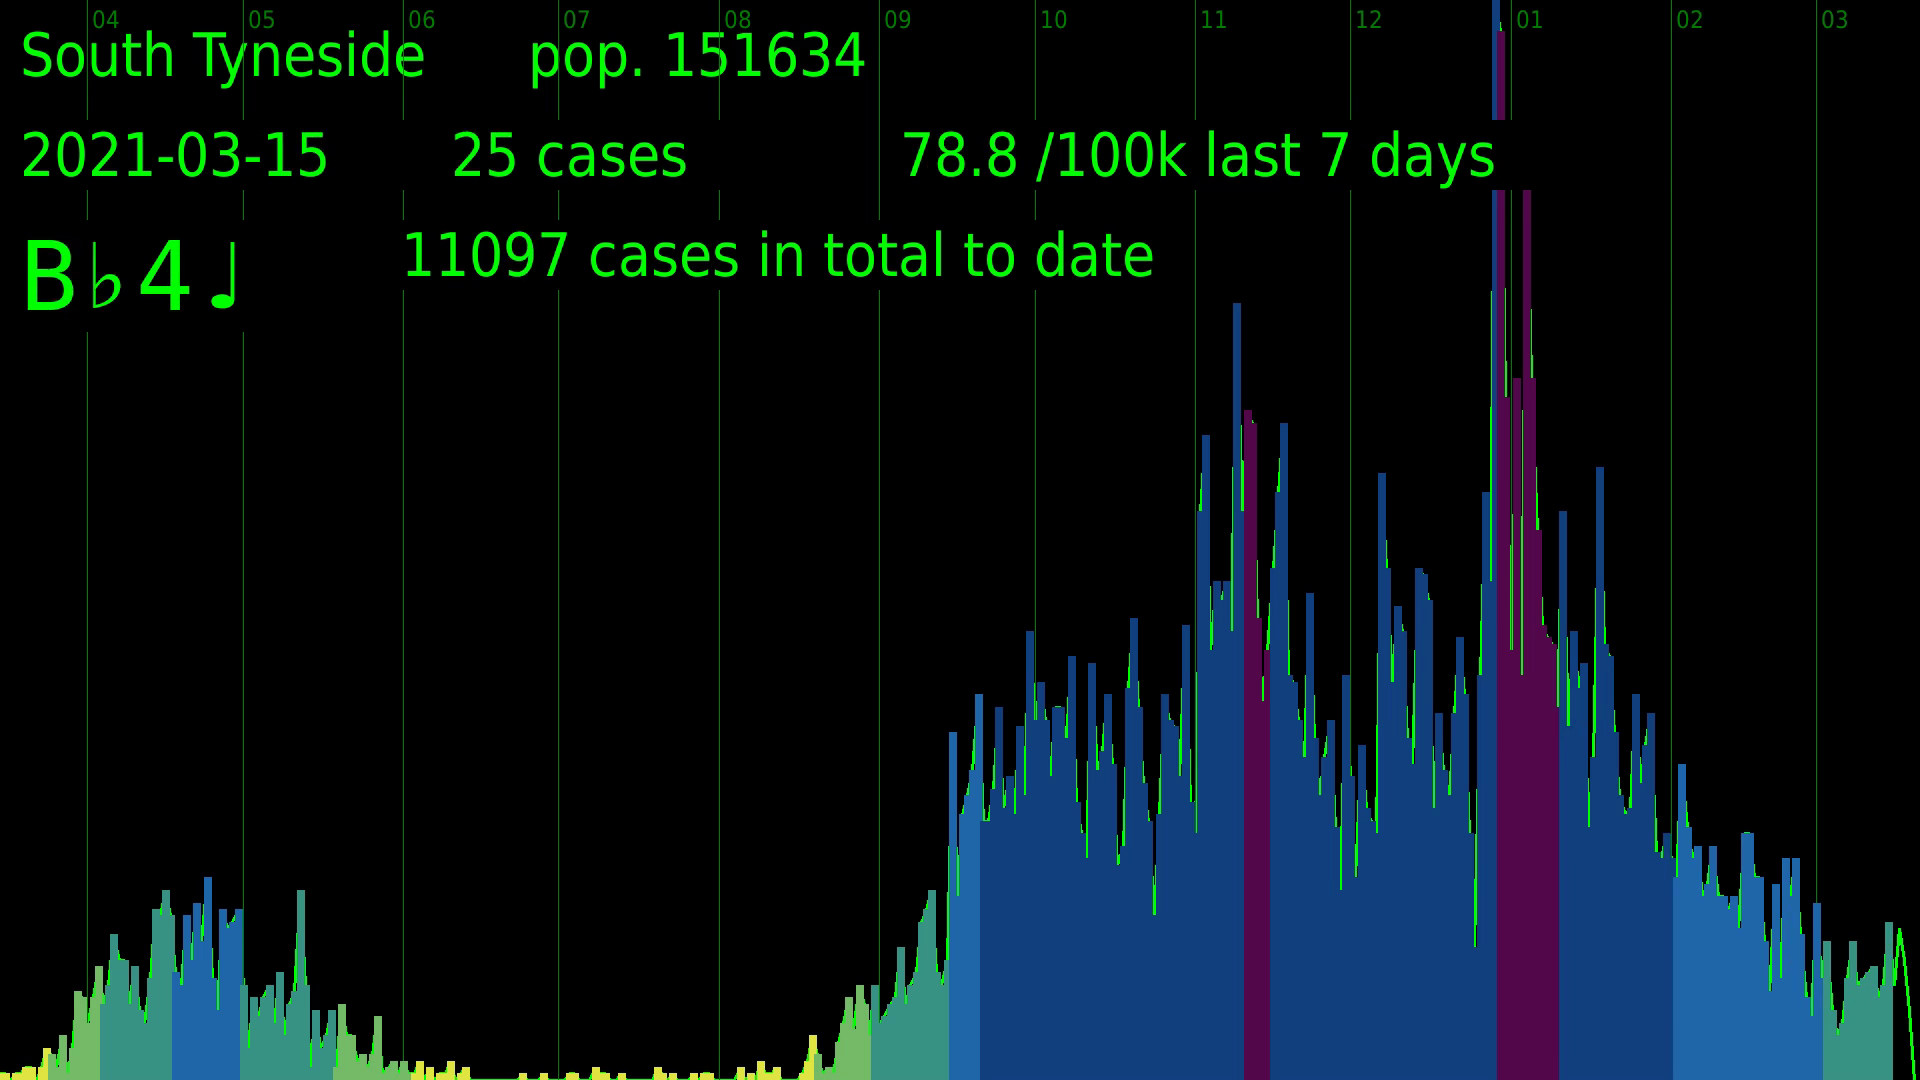 04 05 06 07 08 09 10 11 12 01 02 03
South Tyneside pop. 151634
2021-03-15 25 cases 78.8 /100k last 7 days
B♭4♩ 11097 cases in total to date